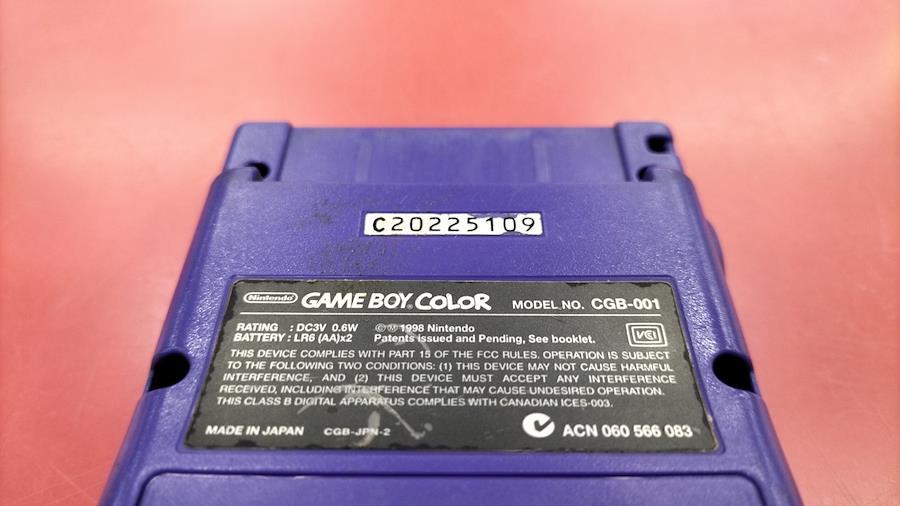 C20225109
Nintendo GAME BOY COLOR MODEL NO. CGB-001
RATING : DC3V 0.6W ©Ⓜ 1998 Nintendo
BATTERY : LR6 (AA)x2 Patents issued and Pending, See booklet.
VCI
THIS DEVICE COMPLIES WITH PART 15 OF THE FCC RULES. OPERATION IS SUBJECT
TO THE FOLLOWING TWO CONDITIONS: (1) THIS DEVICE MAY NOT CAUSE HARMFUL
INTERFERENCE, AND (2) THIS DEVICE MUST ACCEPT ANY INTERFERENCE
RECEIVED, INCLUDING INTERFERENCE THAT MAY CAUSE UNDESIRED OPERATION.
THIS CLASS B DIGITAL APPARATUS COMPLIES WITH CANADIAN ICES-003.
MADE IN JAPAN CGB-JPN-2 ACN 060 566 083